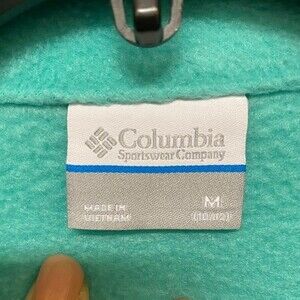 Columbia
Sportswear Company
MADE IN
VIETNAM
M
(10/12)